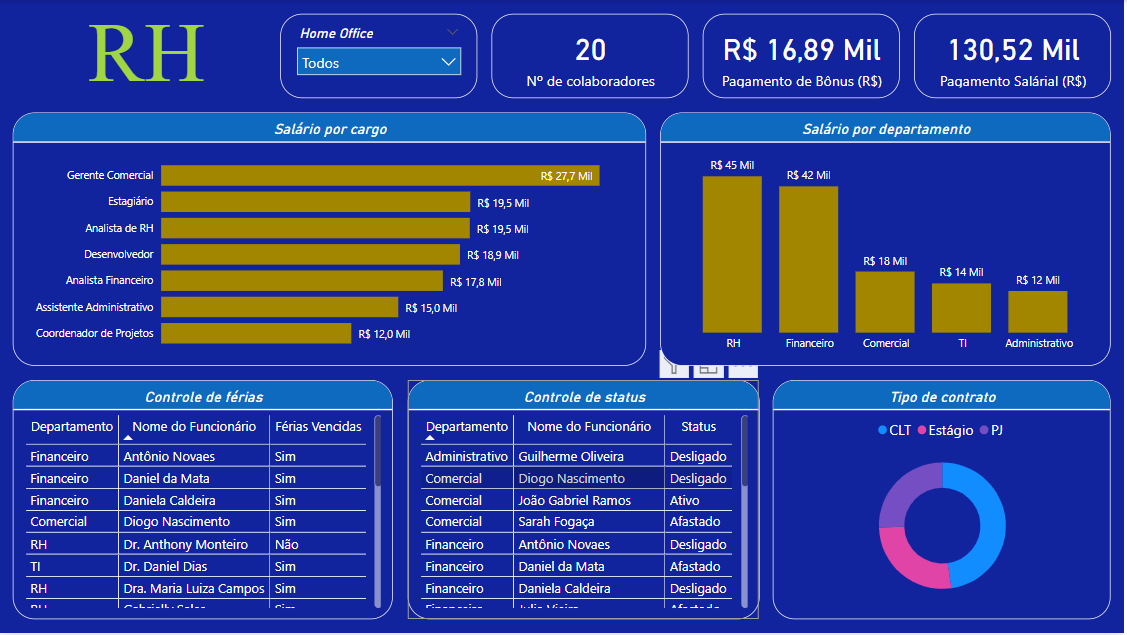 RH
Home Office
Todos
20
Nº de colaboradores
R$ 16,89 Mil
Pagamento de Bônus (R$)
130,52 Mil
Pagamento Salárial (R$)
Salário por cargo
Gerente Comercial R$ 27,7 Mil
Estagiário R$ 19,5 Mil
Analista de RH R$ 19,5 Mil
Desenvolvedor R$ 18,9 Mil
Analista Financeiro R$ 17,8 Mil
Assistente Administrativo R$ 15,0 Mil
Coordenador de Projetos R$ 12,0 Mil
Salário por departamento
R$ 45 Mil R$ 42 Mil R$ 18 Mil R$ 14 Mil R$ 12 Mil
RH Financeiro Comercial TI Administrativo
Controle de férias
Departamento Nome do Funcionário Férias Vencidas
Financeiro Antônio Novaes Sim
Financeiro Daniel da Mata Sim
Financeiro Daniela Caldeira Sim
Comercial Diogo Nascimento Sim
RH Dr. Anthony Monteiro Não
TI Dr. Daniel Dias Sim
RH Dra. Maria Luiza Campos Sim
Controle de status
Departamento Nome do Funcionário Status
Administrativo Guilherme Oliveira Desligado
Comercial Diogo Nascimento Desligado
Comercial João Gabriel Ramos Ativo
Comercial Sarah Fogaça Afastado
Financeiro Antônio Novaes Desligado
Financeiro Daniel da Mata Afastado
Financeiro Daniela Caldeira Desligado
Tipo de contrato
CLT Estágio PJ